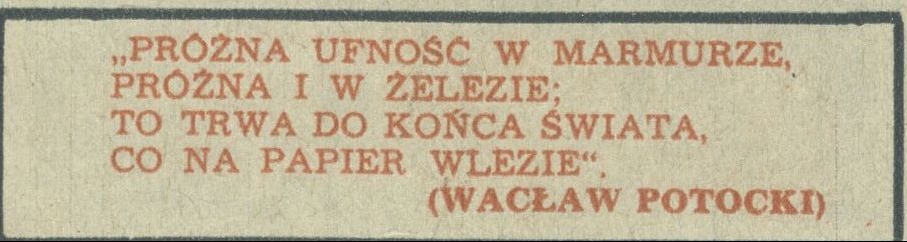 „PRÓŻNA UFNOŚĆ W MARMURZE,
PRÓŻNA I W ŻELEZIE;
TO TRWA DO KOŃCA ŚWIATA,
CO NA PAPIER WLEZIE“.
(WACŁAW POTOCKI)